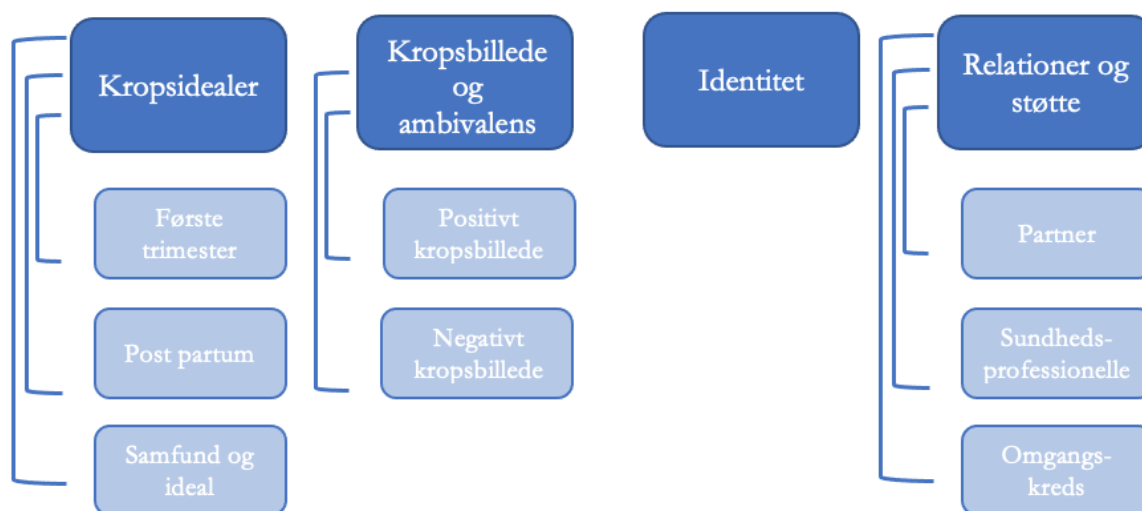 Kropsidealer
Første
trimester
Post partum
Samfund og
ideal
Kropsbillede
og
ambivalens
Positivt
kropsbillede
Negativt
kropsbillede
Identitet
Relationer og
støtte
Partner
Sundheds-
professionelle
Omgangs-
kreds